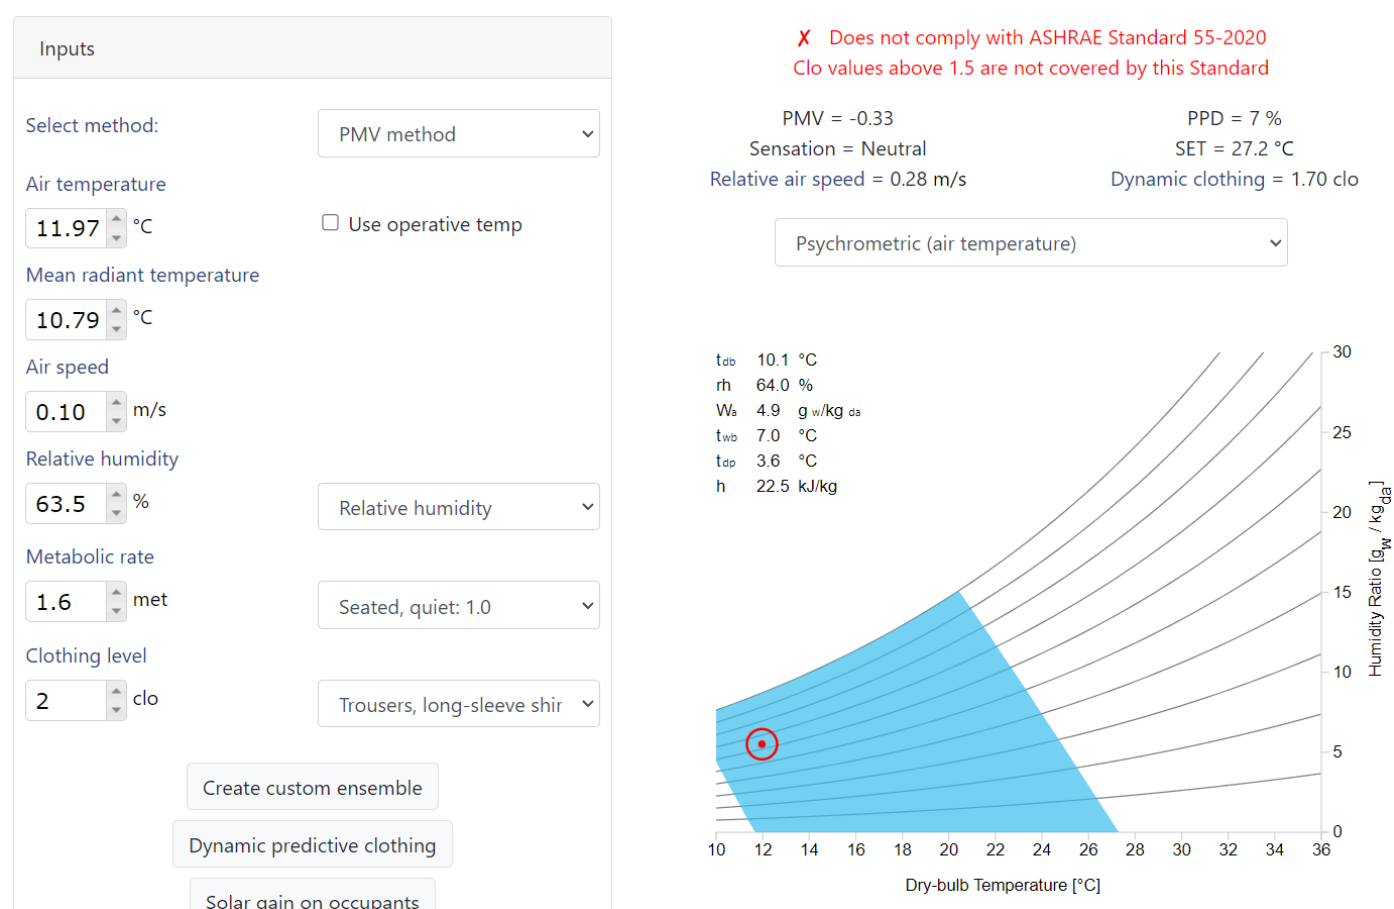 Inputs
Select method:
PMV method
Air temperature
11.97 °C
Use operative temp
Mean radiant temperature
10.79 °C
Air speed
0.10 m/s
Relative humidity
63.5 %
Relative humidity
Metabolic rate
1.6 met
Seated, quiet: 1.0
Clothing level
2 clo
Trousers, long-sleeve shir
Create custom ensemble
Dynamic predictive clothing
Solar gain on occupants
✗ Does not comply with ASHRAE Standard 55-2020
Clo values above 1.5 are not covered by this Standard
PMV = -0.33
PPD = 7 %
Sensation = Neutral
SET = 27.2 °C
Relative air speed = 0.28 m/s
Dynamic clothing = 1.70 clo
Psychrometric (air temperature)
tdb 10.1 °C
rh 64.0 %
Wa 4.9 g w/kg da
twb 7.0 °C
tdp 3.6 °C
h 22.5 kJ/kg
30
25
20
15
10
5
0
Humidity Ratio [gw / kgda]
10 12 14 16 18 20 22 24 26 28 30 32 34 36
Dry-bulb Temperature [°C]